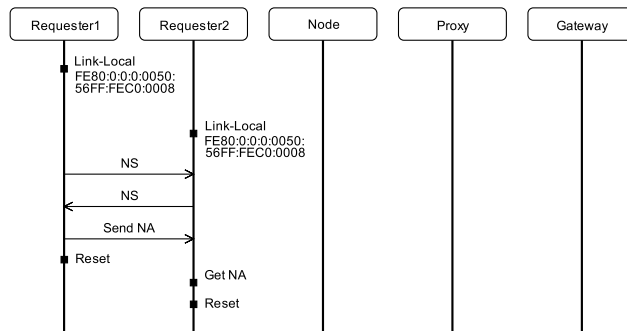 Requester1
Requester2
Node
Proxy
Gateway
Link-Local
FE80:0:0:0:0050:
56FF:FEC0:0008
Link-Local
FE80:0:0:0:0050:
56FF:FEC0:0008
NS
NS
Send NA
Reset
Get NA
Reset